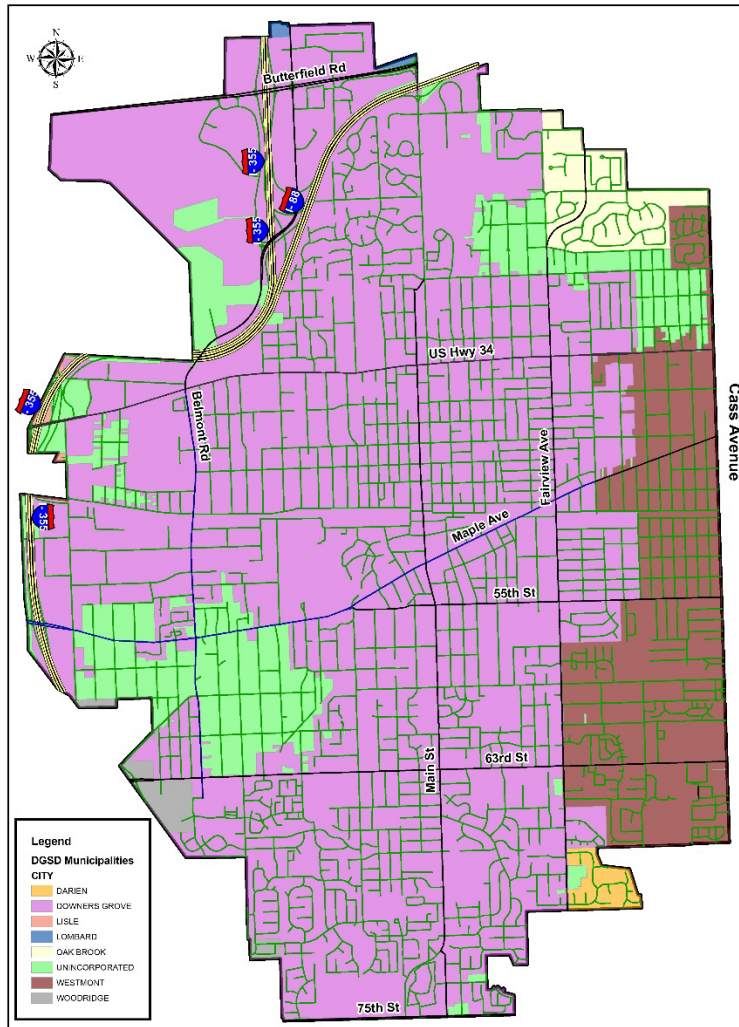 N
W
E
S
Butterfield Rd
I-355
I-88
I-355
US Hwy 34
I-355
Belmont Rd
Cass Avenue
Fairview Ave
I-355
Maple Ave
55th St
63rd St
Main St
75th St
Legend
DGSD Municipalities
CITY
DARIEN
DOWNERS GROVE
LISLE
LOMBARD
OAK BROOK
UNINCORPORATED
WESTMONT
WOODRIDGE